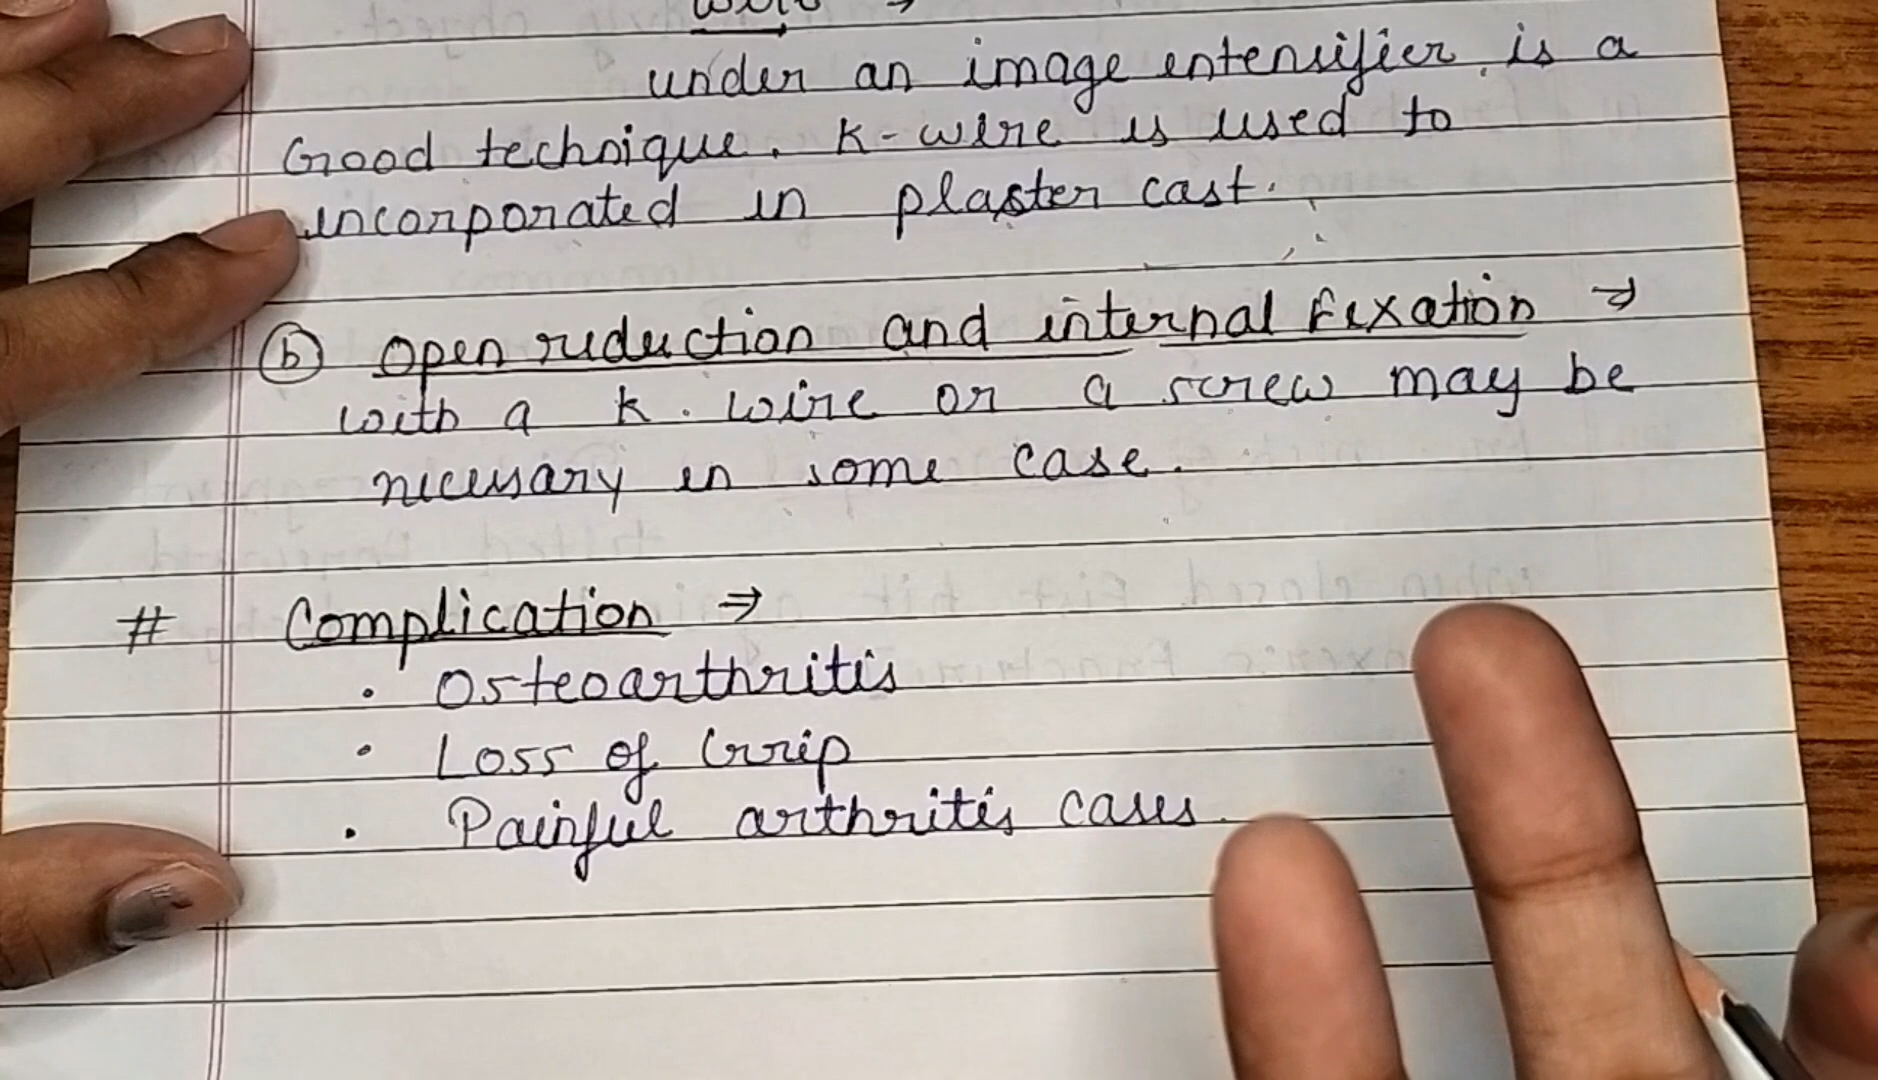 under an image intensifier is a
Good technique. K-wire is used to
incorporated in plaster cast.
(b) Open reduction and internal fixation ⇒
with a k. wire or a screw may be
necessary in some case.
# Complication ⇒
• Osteoarthritis
• Loss of Grip
• Painful arthritis cases.